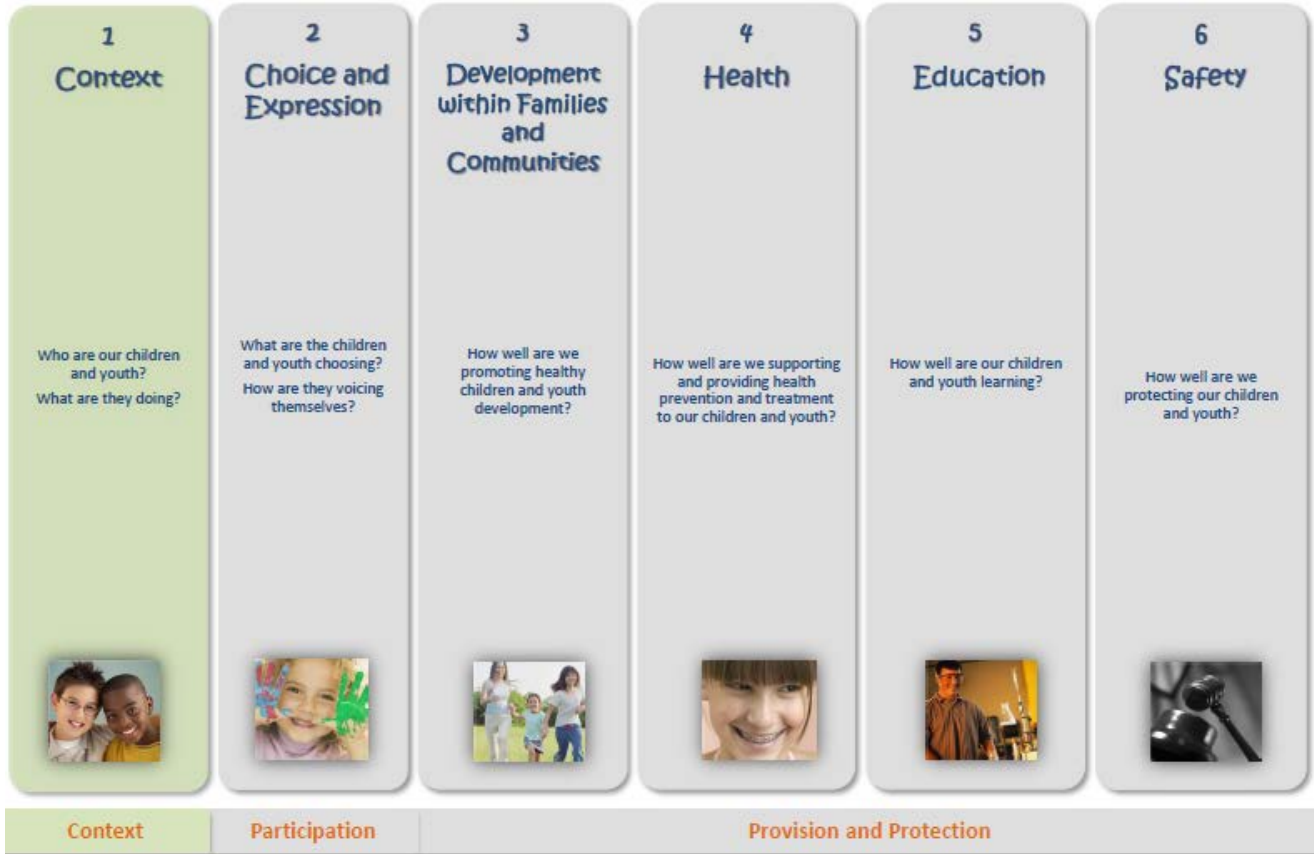 1
Context
Who are our children
and youth?
What are they doing?
2
Choice and
Expression
What are the children
and youth choosing?
How are they voicing
themselves?
3
Development
within Families
and
Communities
How well are we
promoting healthy
children and youth
development?
4
Health
How well are we supporting
and providing health
prevention and treatment
to our children and youth?
5
Education
How well are our children
and youth learning?
6
Safety
How well are we
protecting our children
and youth?
Context
Participation
Provision and Protection